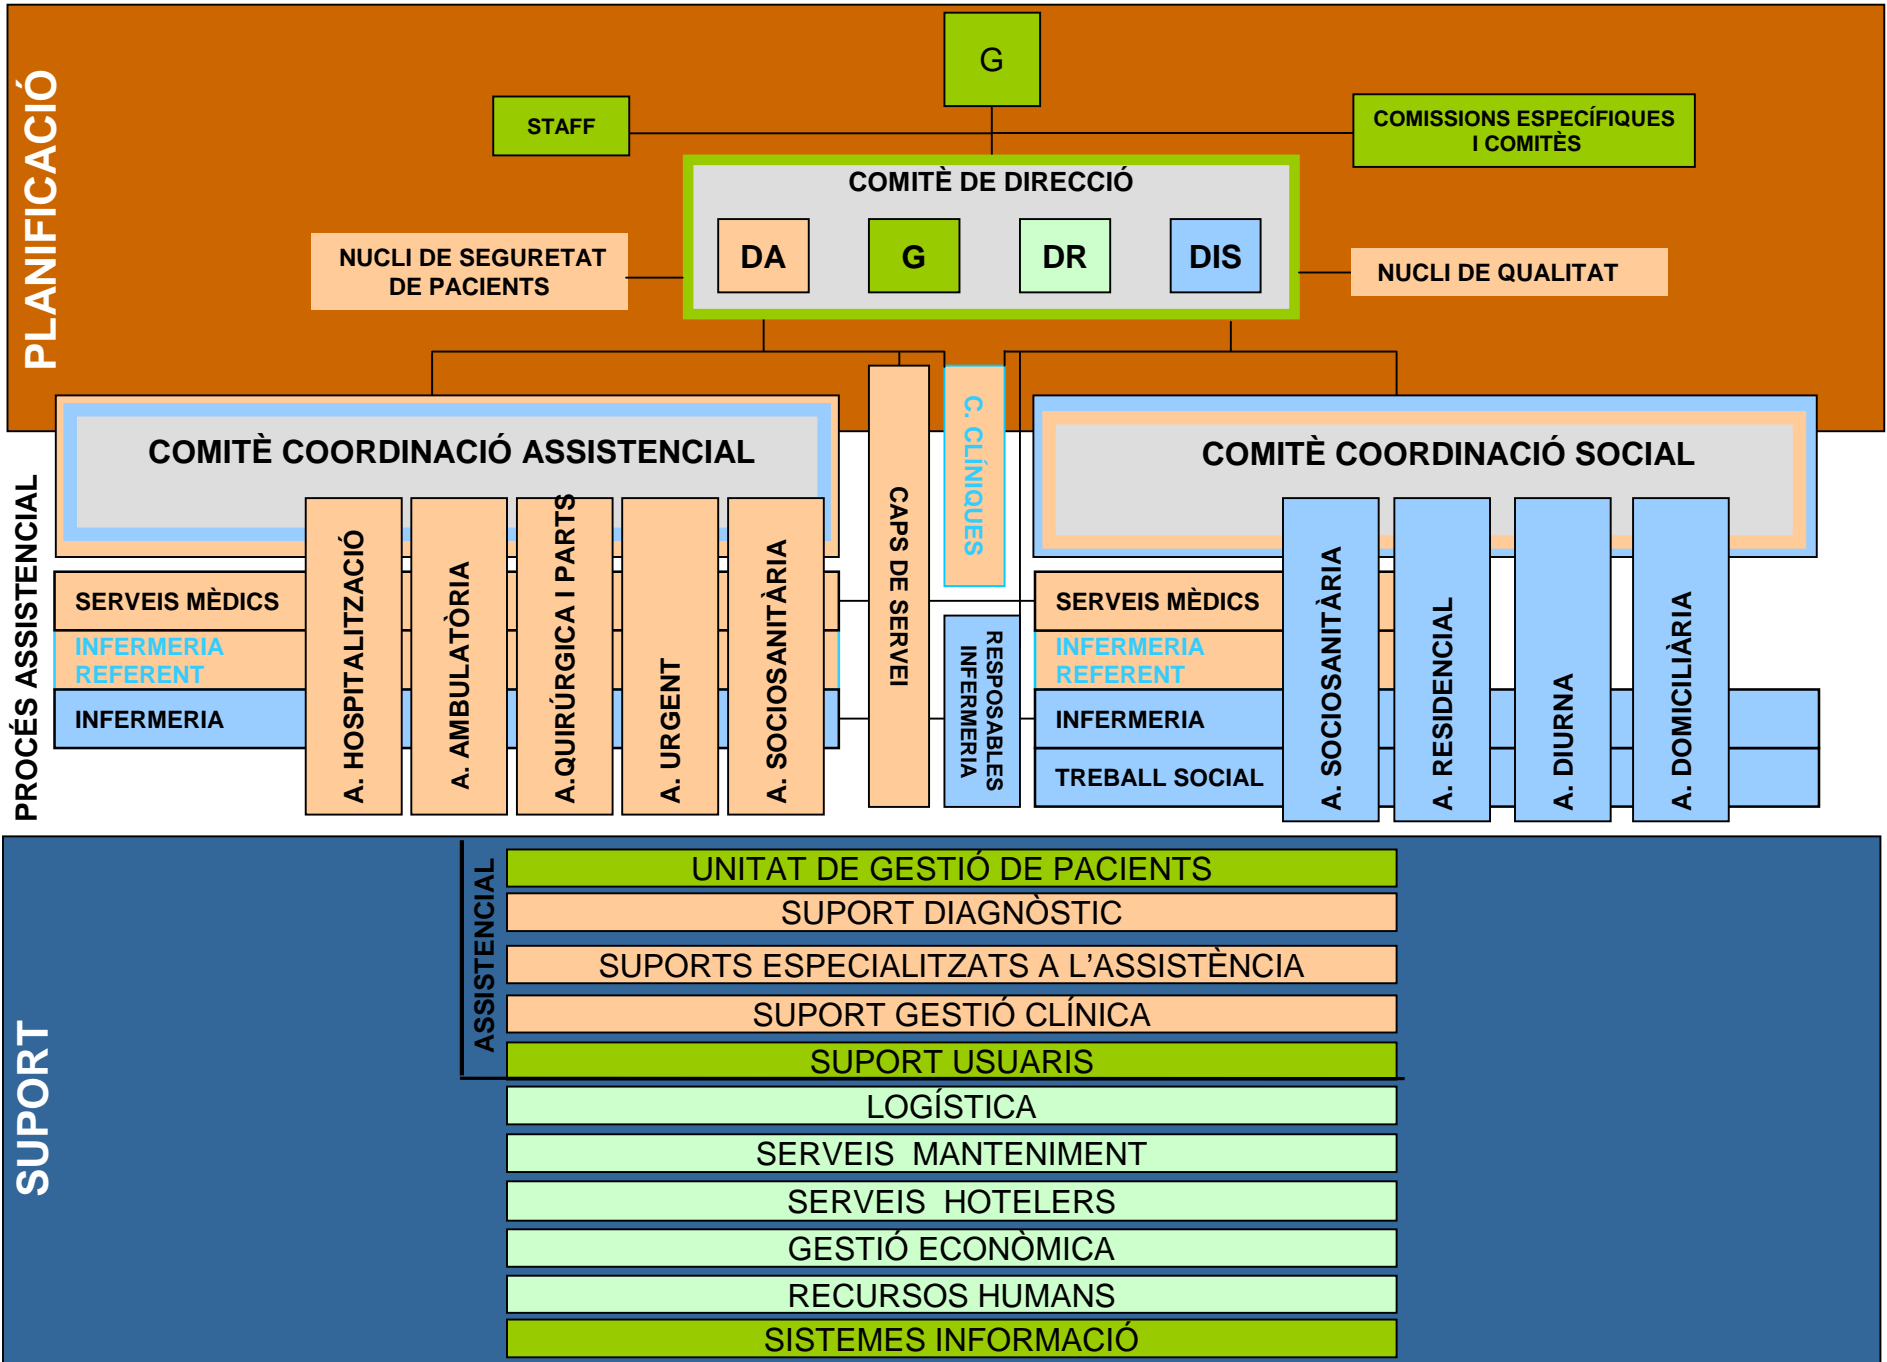 PLANIFICACIÓ
G
STAFF
COMISSIONS ESPECÍFIQUES
I COMITÈS
COMITÈ DE DIRECCIÓ
DA
G
DR
DIS
NUCLI DE SEGURETAT
DE PACIENTS
NUCLI DE QUALITAT
PROCÉS ASSISTENCIAL
COMITÈ COORDINACIÓ ASSISTENCIAL
SERVEIS MÈDICS
INFERMERIA
REFERENT
INFERMERIA
A. HOSPITALITZACIÓ
A. AMBULATÒRIA
A.QUIRÚRGICA I PARTS
A. URGENT
A. SOCIOSANITÀRIA
CAPS DE SERVEI
C. CLÍNIQUES
RESPOSABLES
INFERMERIA
COMITÈ COORDINACIÓ SOCIAL
SERVEIS MÈDICS
INFERMERIA
REFERENT
INFERMERIA
TREBALL SOCIAL
A. SOCIOSANITÀRIA
A. RESIDENCIAL
A. DIURNA
A. DOMICILIÀRIA
SUPORT
ASSISTENCIAL
UNITAT DE GESTIÓ DE PACIENTS
SUPORT DIAGNÒSTIC
SUPORTS ESPECIALITZATS A L’ASSISTÈNCIA
SUPORT GESTIÓ CLÍNICA
SUPORT USUARIS
LOGÍSTICA
SERVEIS MANTENIMENT
SERVEIS HOTELERS
GESTIÓ ECONÒMICA
RECURSOS HUMANS
SISTEMES INFORMACIÓ